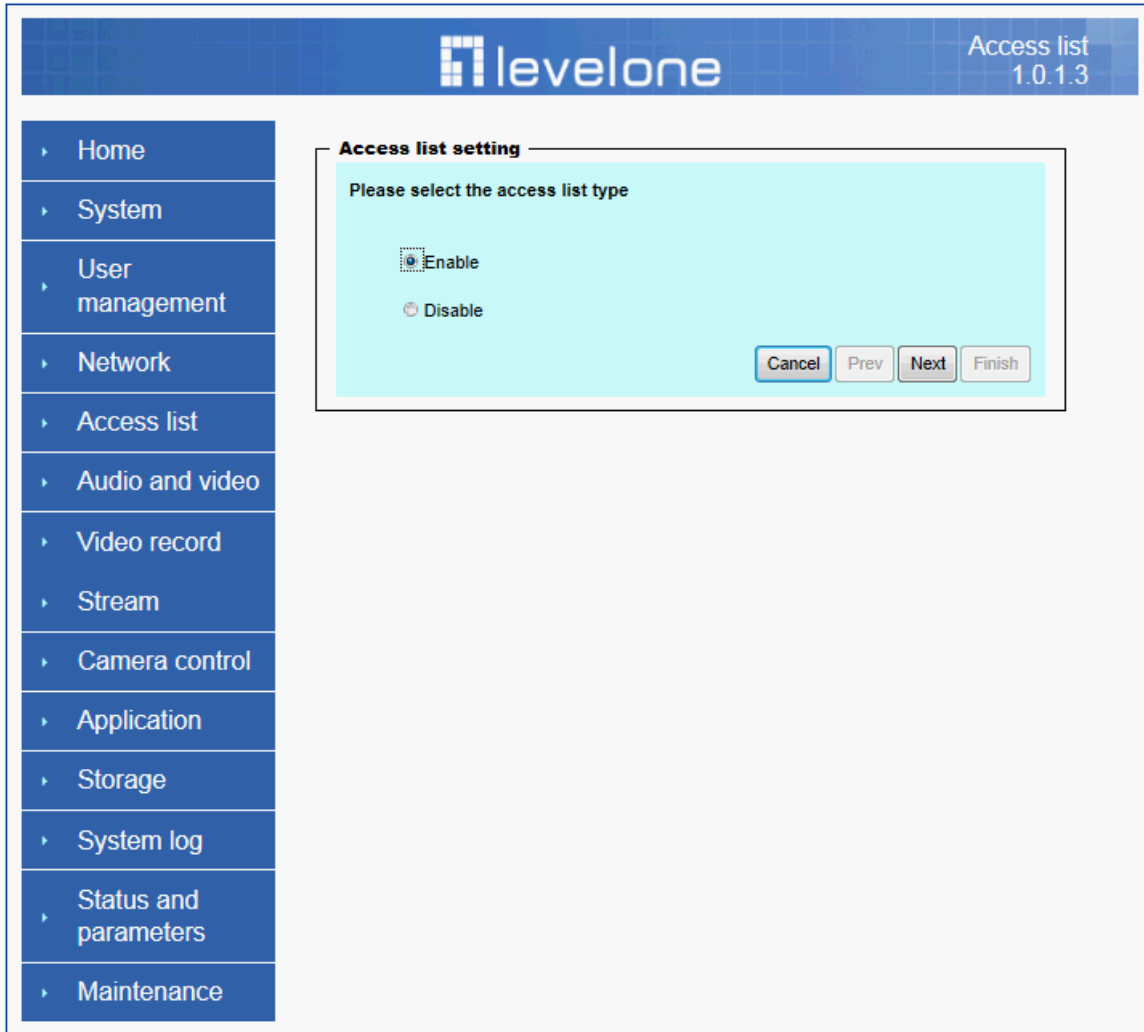 levelone
Access list
1.0.1.3
Home
System
User
management
Network
Access list
Audio and video
Video record
Stream
Camera control
Application
Storage
System log
Status and
parameters
Maintenance
Access list setting
Please select the access list type
Enable
Disable
Cancel Prev Next Finish